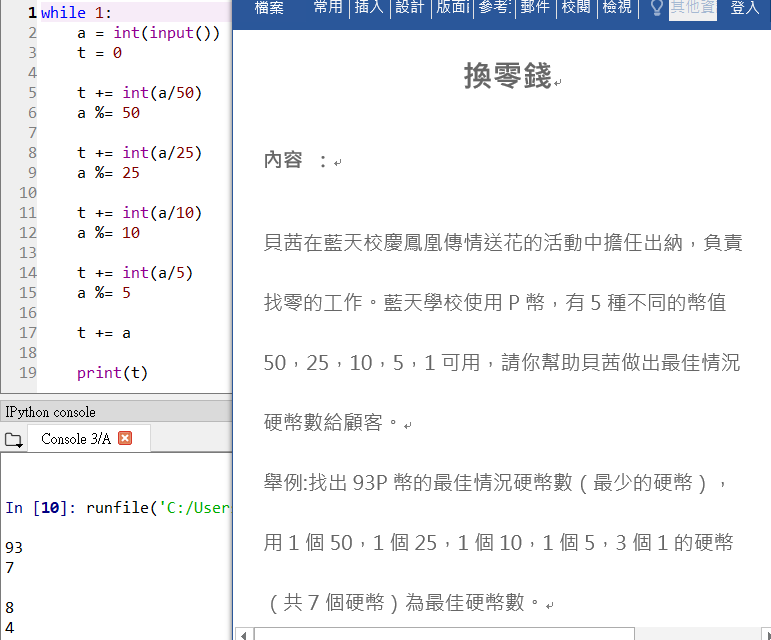 1 while 1:
2     a = int(input())
3     t = 0
4
5     t += int(a/50)
6     a %= 50
7
8     t += int(a/25)
9     a %= 25
10
11     t += int(a/10)
12     a %= 10
13
14     t += int(a/5)
15     a %= 5
16
17     t += a
18
19     print(t)
IPython console
Console 3/A
In [10]: runfile('C:/User
93
7
8
4
檔案 常用 插入 設計 版面 參考 郵件 校閱 檢視 其他資 登入
換零錢
內容 ：
貝茜在藍天校慶鳳凰傳情送花的活動中擔任出納，負責
找零的工作。藍天學校使用 P 幣，有 5 種不同的幣值
50，25，10，5，1 可用，請你幫助貝茜做出最佳情況
硬幣數給顧客。
舉例:找出 93P 幣的最佳情況硬幣數（最少的硬幣），
用 1 個 50，1 個 25，1 個 10，1 個 5，3 個 1 的硬幣
（共 7 個硬幣）為最佳硬幣數。